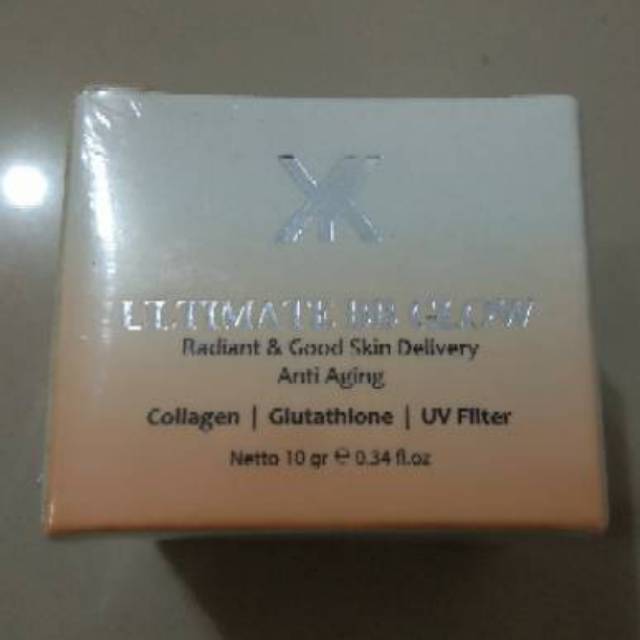 ULTIMATE BB GLOW
Radiant & Good Skin Delivery
Anti Aging
Collagen | Glutathione | UV Filter
Netto 10 gr ℮ 0.34 fl.oz